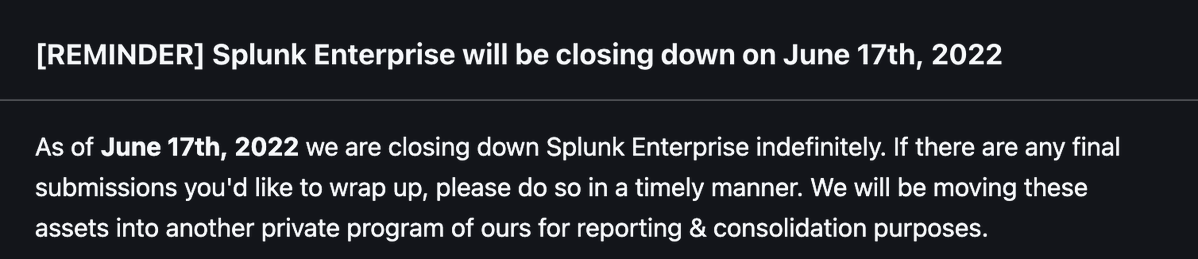 [REMINDER] Splunk Enterprise will be closing down on June 17th, 2022
As of June 17th, 2022 we are closing down Splunk Enterprise indefinitely. If there are any final
submissions you'd like to wrap up, please do so in a timely manner. We will be moving these
assets into another private program of ours for reporting & consolidation purposes.